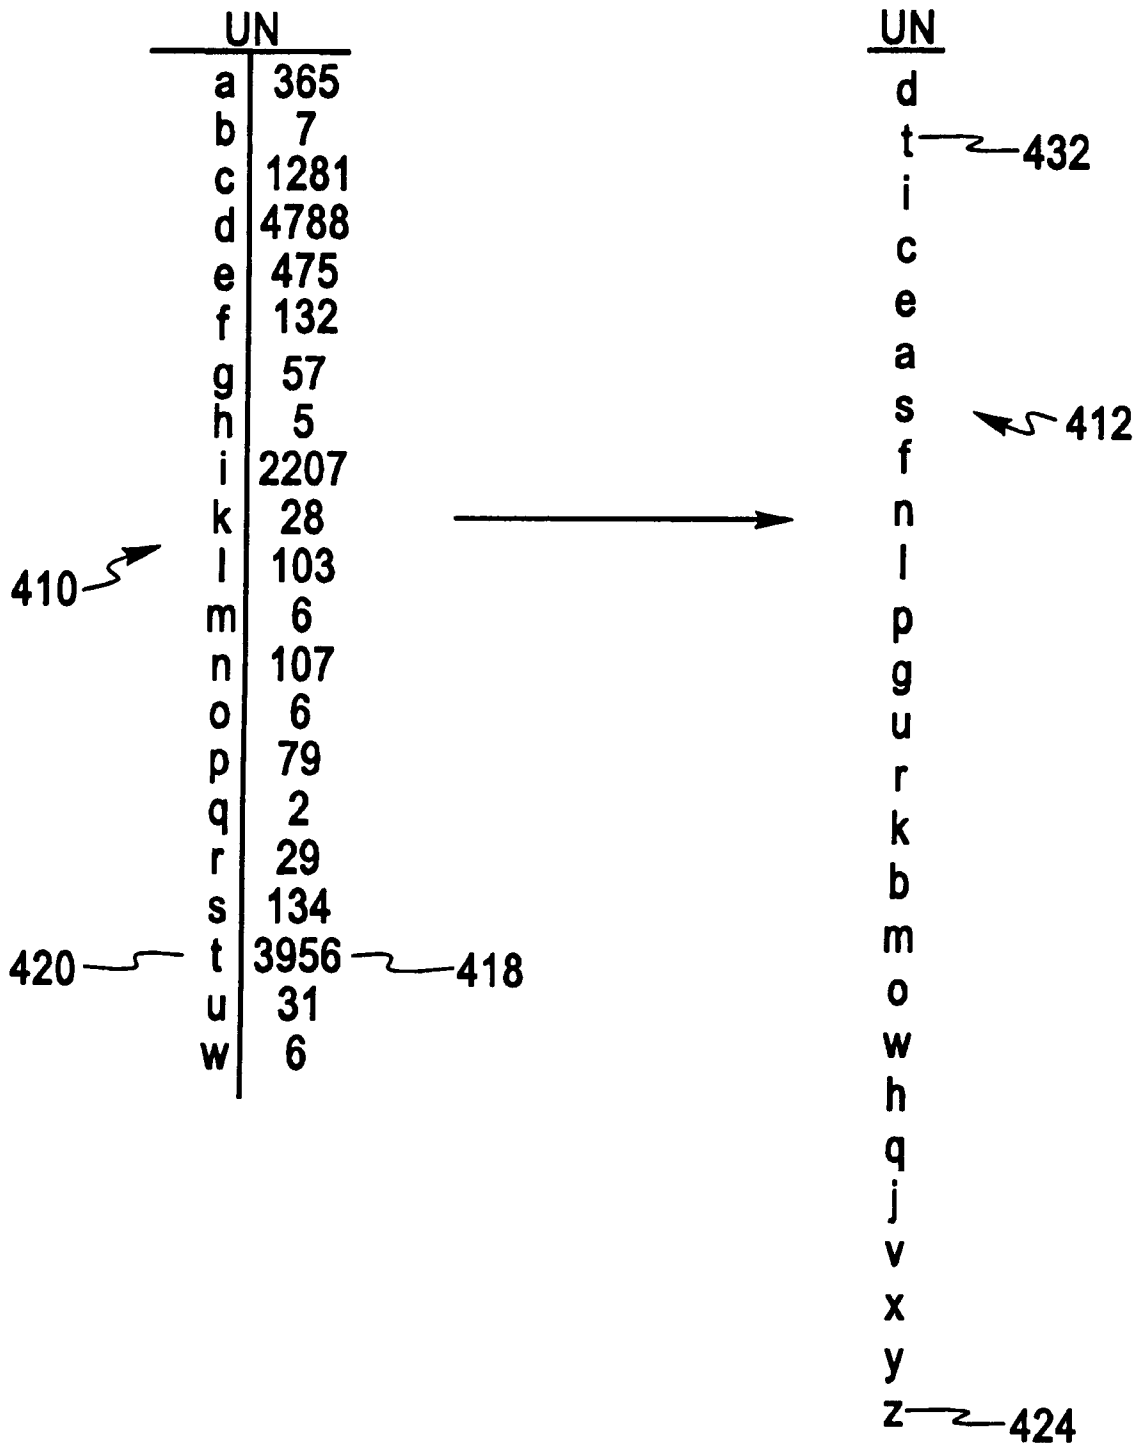 UN
a 365
b 7
c 1281
d 4788
e 475
f 132
g 57
h 5
i 2207
k 28
l 103
m 6
n 107
o 6
p 79
q 2
r 29
s 134
t 3956
u 31
w 6
410
420
418
UN
d
t
i
c
e
a
s
f
n
l
p
g
u
r
k
b
m
o
w
h
q
j
v
x
y
z
432
412
424